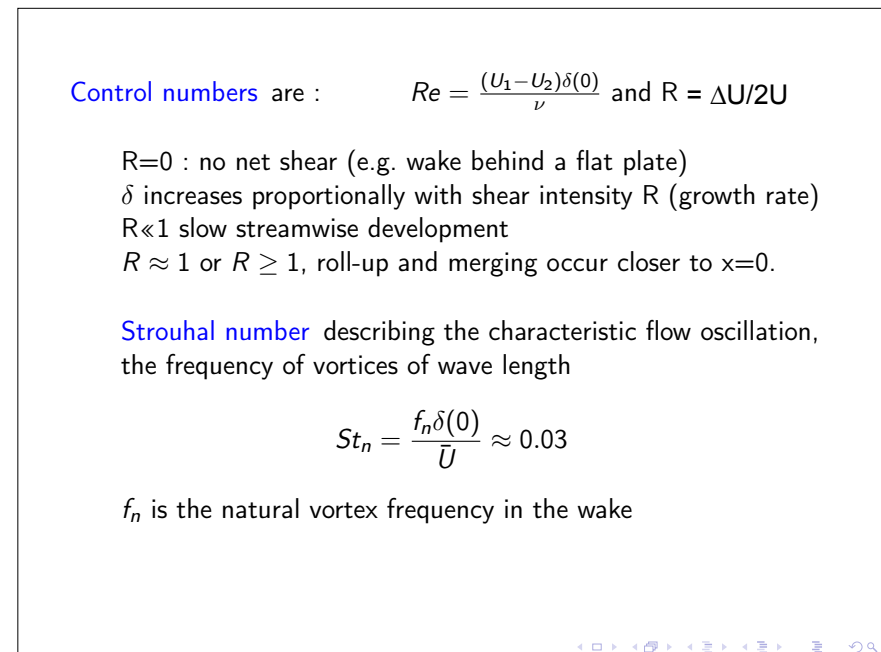 Control numbers are : Re = (U₁−U₂)δ(0)/ν and R = ΔU/2U
R=0 : no net shear (e.g. wake behind a flat plate)
δ increases proportionally with shear intensity R (growth rate)
R≪1 slow streamwise development
R ≈ 1 or R ≥ 1, roll-up and merging occur closer to x=0.
Strouhal number describing the characteristic flow oscillation,
the frequency of vortices of wave length
Stₙ = fₙδ(0)/Ū ≈ 0.03
fₙ is the natural vortex frequency in the wake